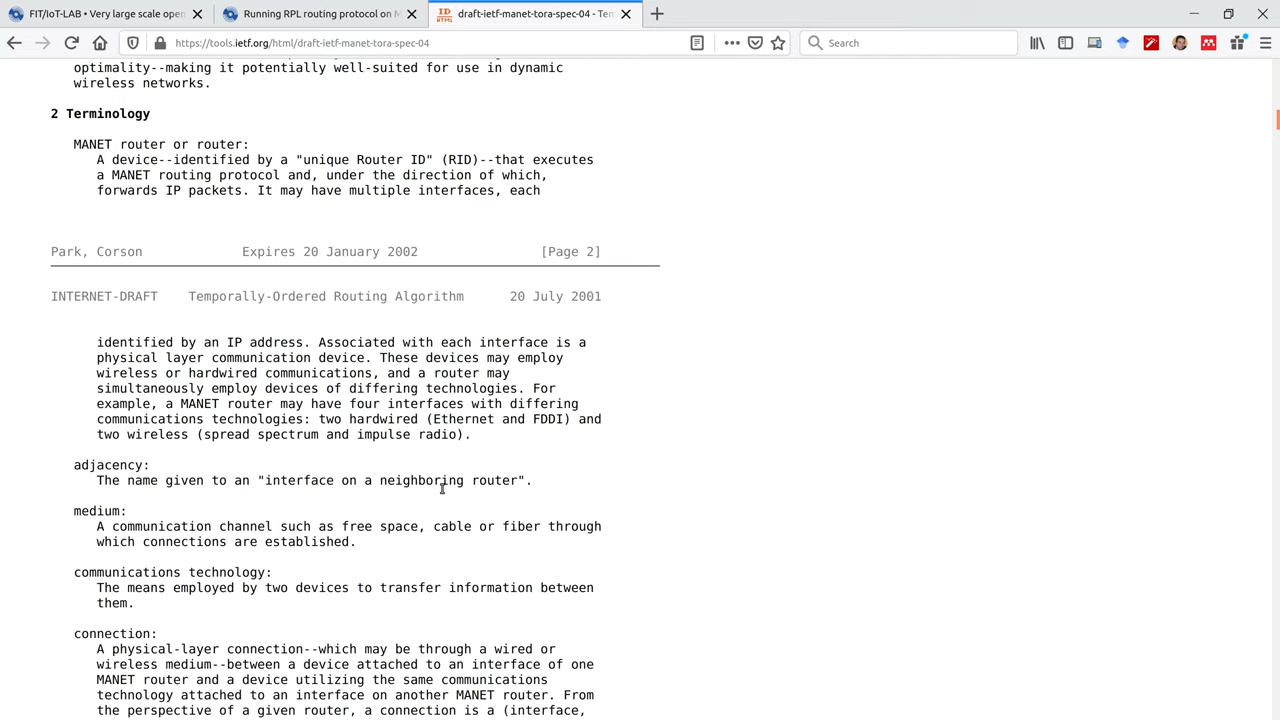 FIT/IoT-LAB • Very large scale open
Running RPL routing protocol on M
draft-ietf-manet-tora-spec-04 - Tem
https://tools.ietf.org/html/draft-ietf-manet-tora-spec-04
Search
optimality--making it potentially well-suited for use in dynamic
wireless networks.
2 Terminology
MANET router or router:
A device--identified by a "unique Router ID" (RID)--that executes
a MANET routing protocol and, under the direction of which,
forwards IP packets. It may have multiple interfaces, each
Park, Corson Expires 20 January 2002 [Page 2]
INTERNET-DRAFT Temporally-Ordered Routing Algorithm 20 July 2001
identified by an IP address. Associated with each interface is a
physical layer communication device. These devices may employ
wireless or hardwired communications, and a router may
simultaneously employ devices of differing technologies. For
example, a MANET router may have four interfaces with differing
communications technologies: two hardwired (Ethernet and FDDI) and
two wireless (spread spectrum and impulse radio).
adjacency:
The name given to an "interface on a neighboring router".
medium:
A communication channel such as free space, cable or fiber through
which connections are established.
communications technology:
The means employed by two devices to transfer information between
them.
connection:
A physical-layer connection--which may be through a wired or
wireless medium--between a device attached to an interface of one
MANET router and a device utilizing the same communications
technology attached to an interface on another MANET router. From
the perspective of a given router, a connection is a (interface,